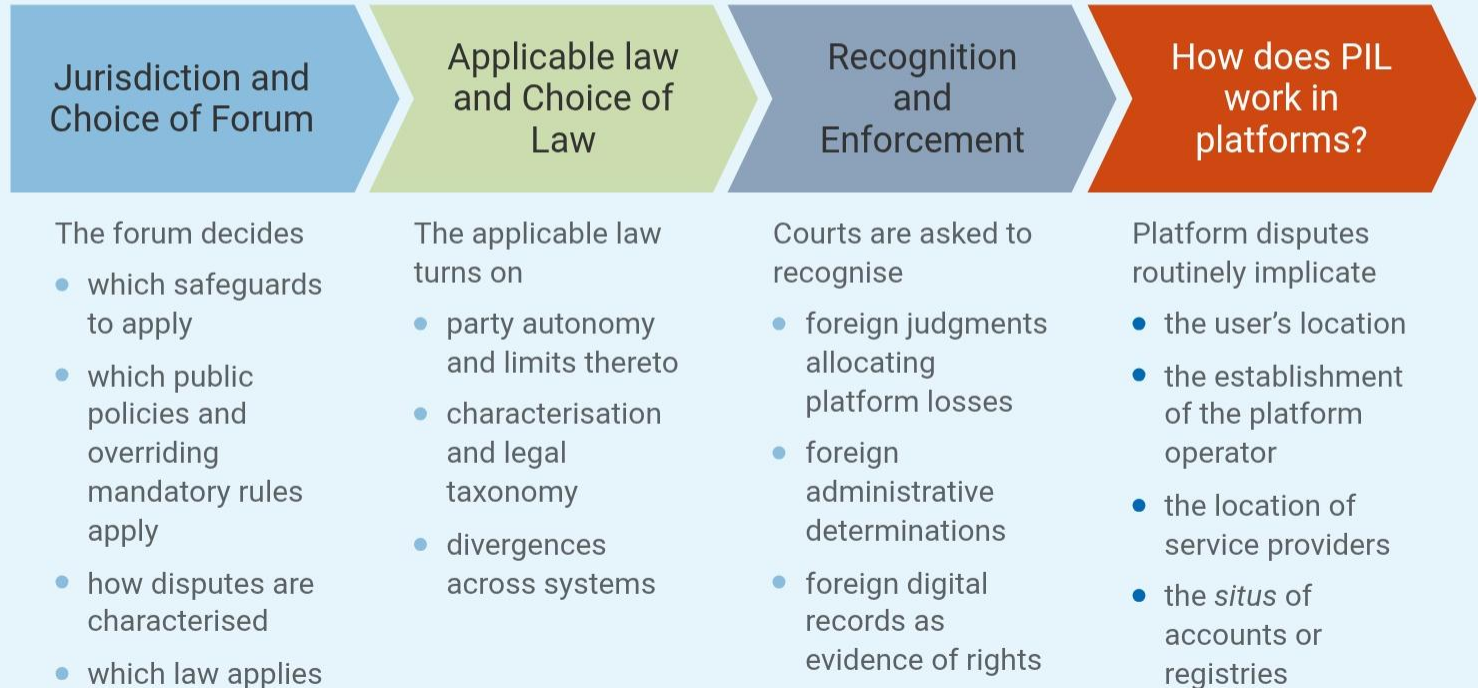 Jurisdiction and
Choice of Forum
The forum decides
which safeguards
to apply
which public
policies and
overriding
mandatory rules
apply
how disputes are
characterised
which law applies
Applicable law
and Choice of
Law
The applicable law
turns on
party autonomy
and limits thereto
characterisation
and legal
taxonomy
divergences
across systems
Recognition
and
Enforcement
Courts are asked to
recognise
foreign judgments
allocating
platform losses
foreign
administrative
determinations
foreign digital
records as
evidence of rights
How does PIL
work in
platforms?
Platform disputes
routinely implicate
the user’s location
the establishment
of the platform
operator
the location of
service providers
the situs of
accounts or
registries